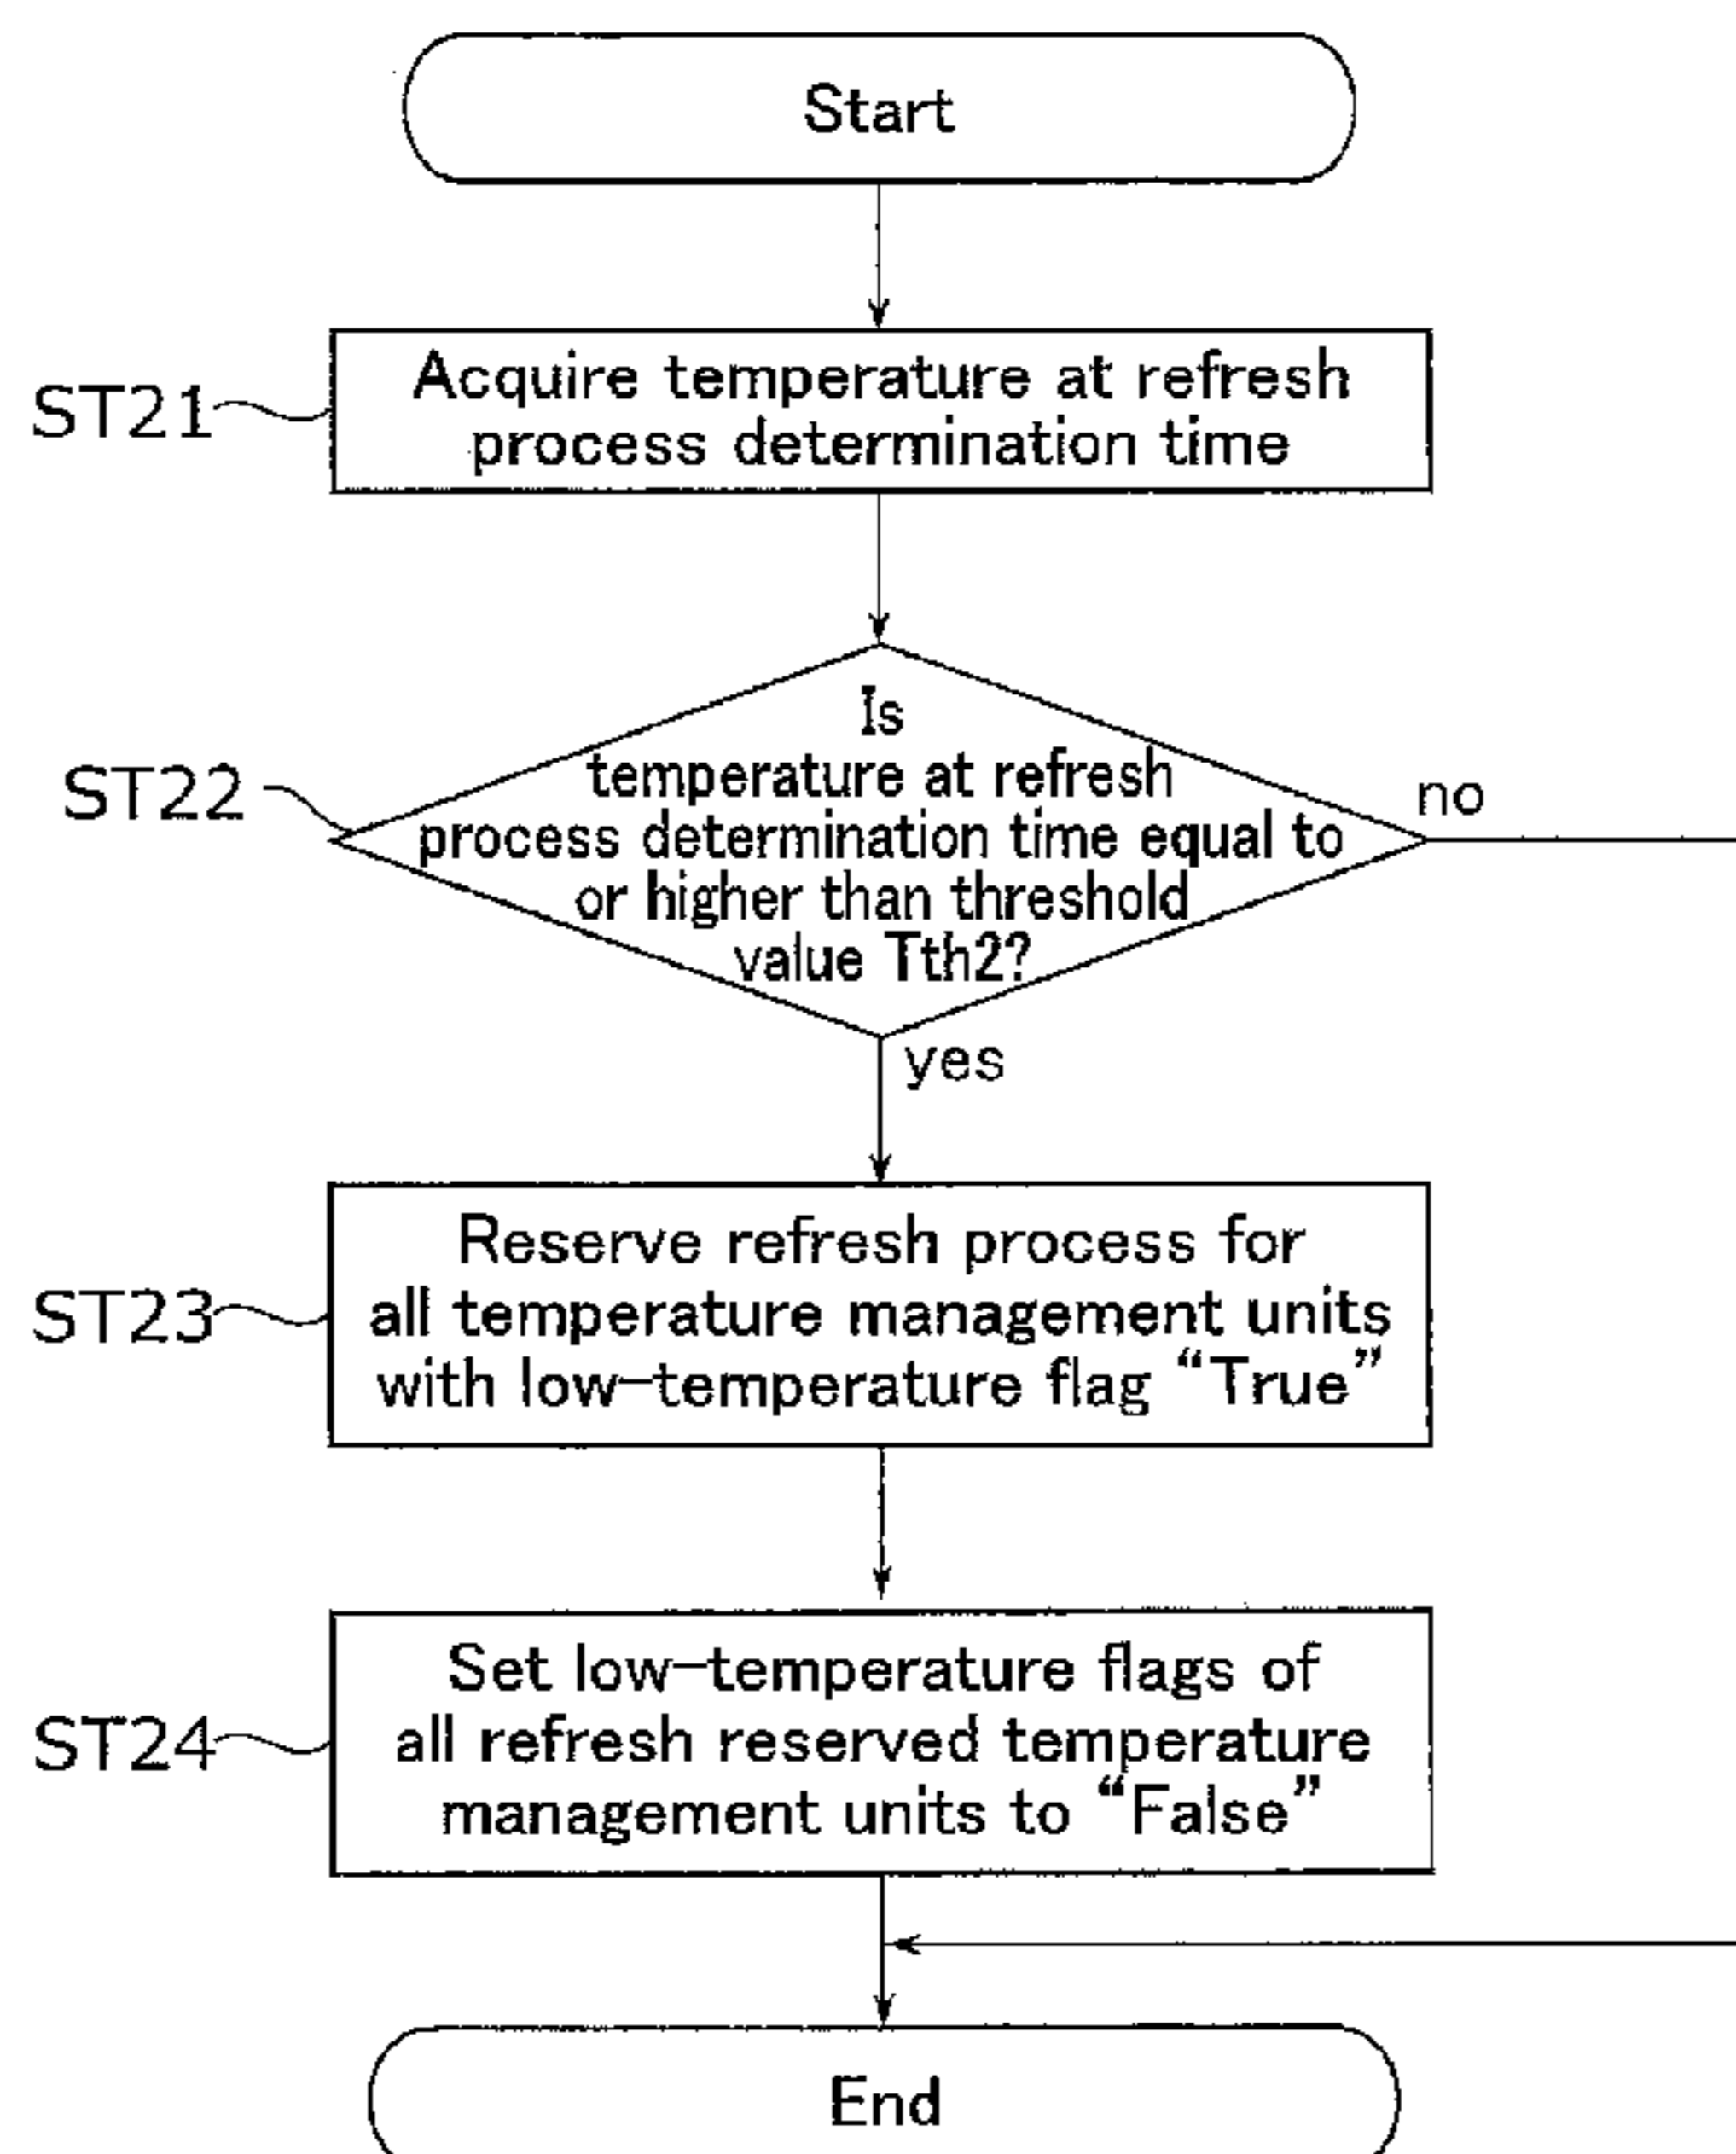 Start
ST21
Acquire temperature at refresh
process determination time
ST22
Is
temperature at refresh
process determination time equal to
or higher than threshold
value Tth2?
no
yes
ST23
Reserve refresh process for
all temperature management units
with low-temperature flag “True”
ST24
Set low-temperature flags of
all refresh reserved temperature
management units to “False”
End